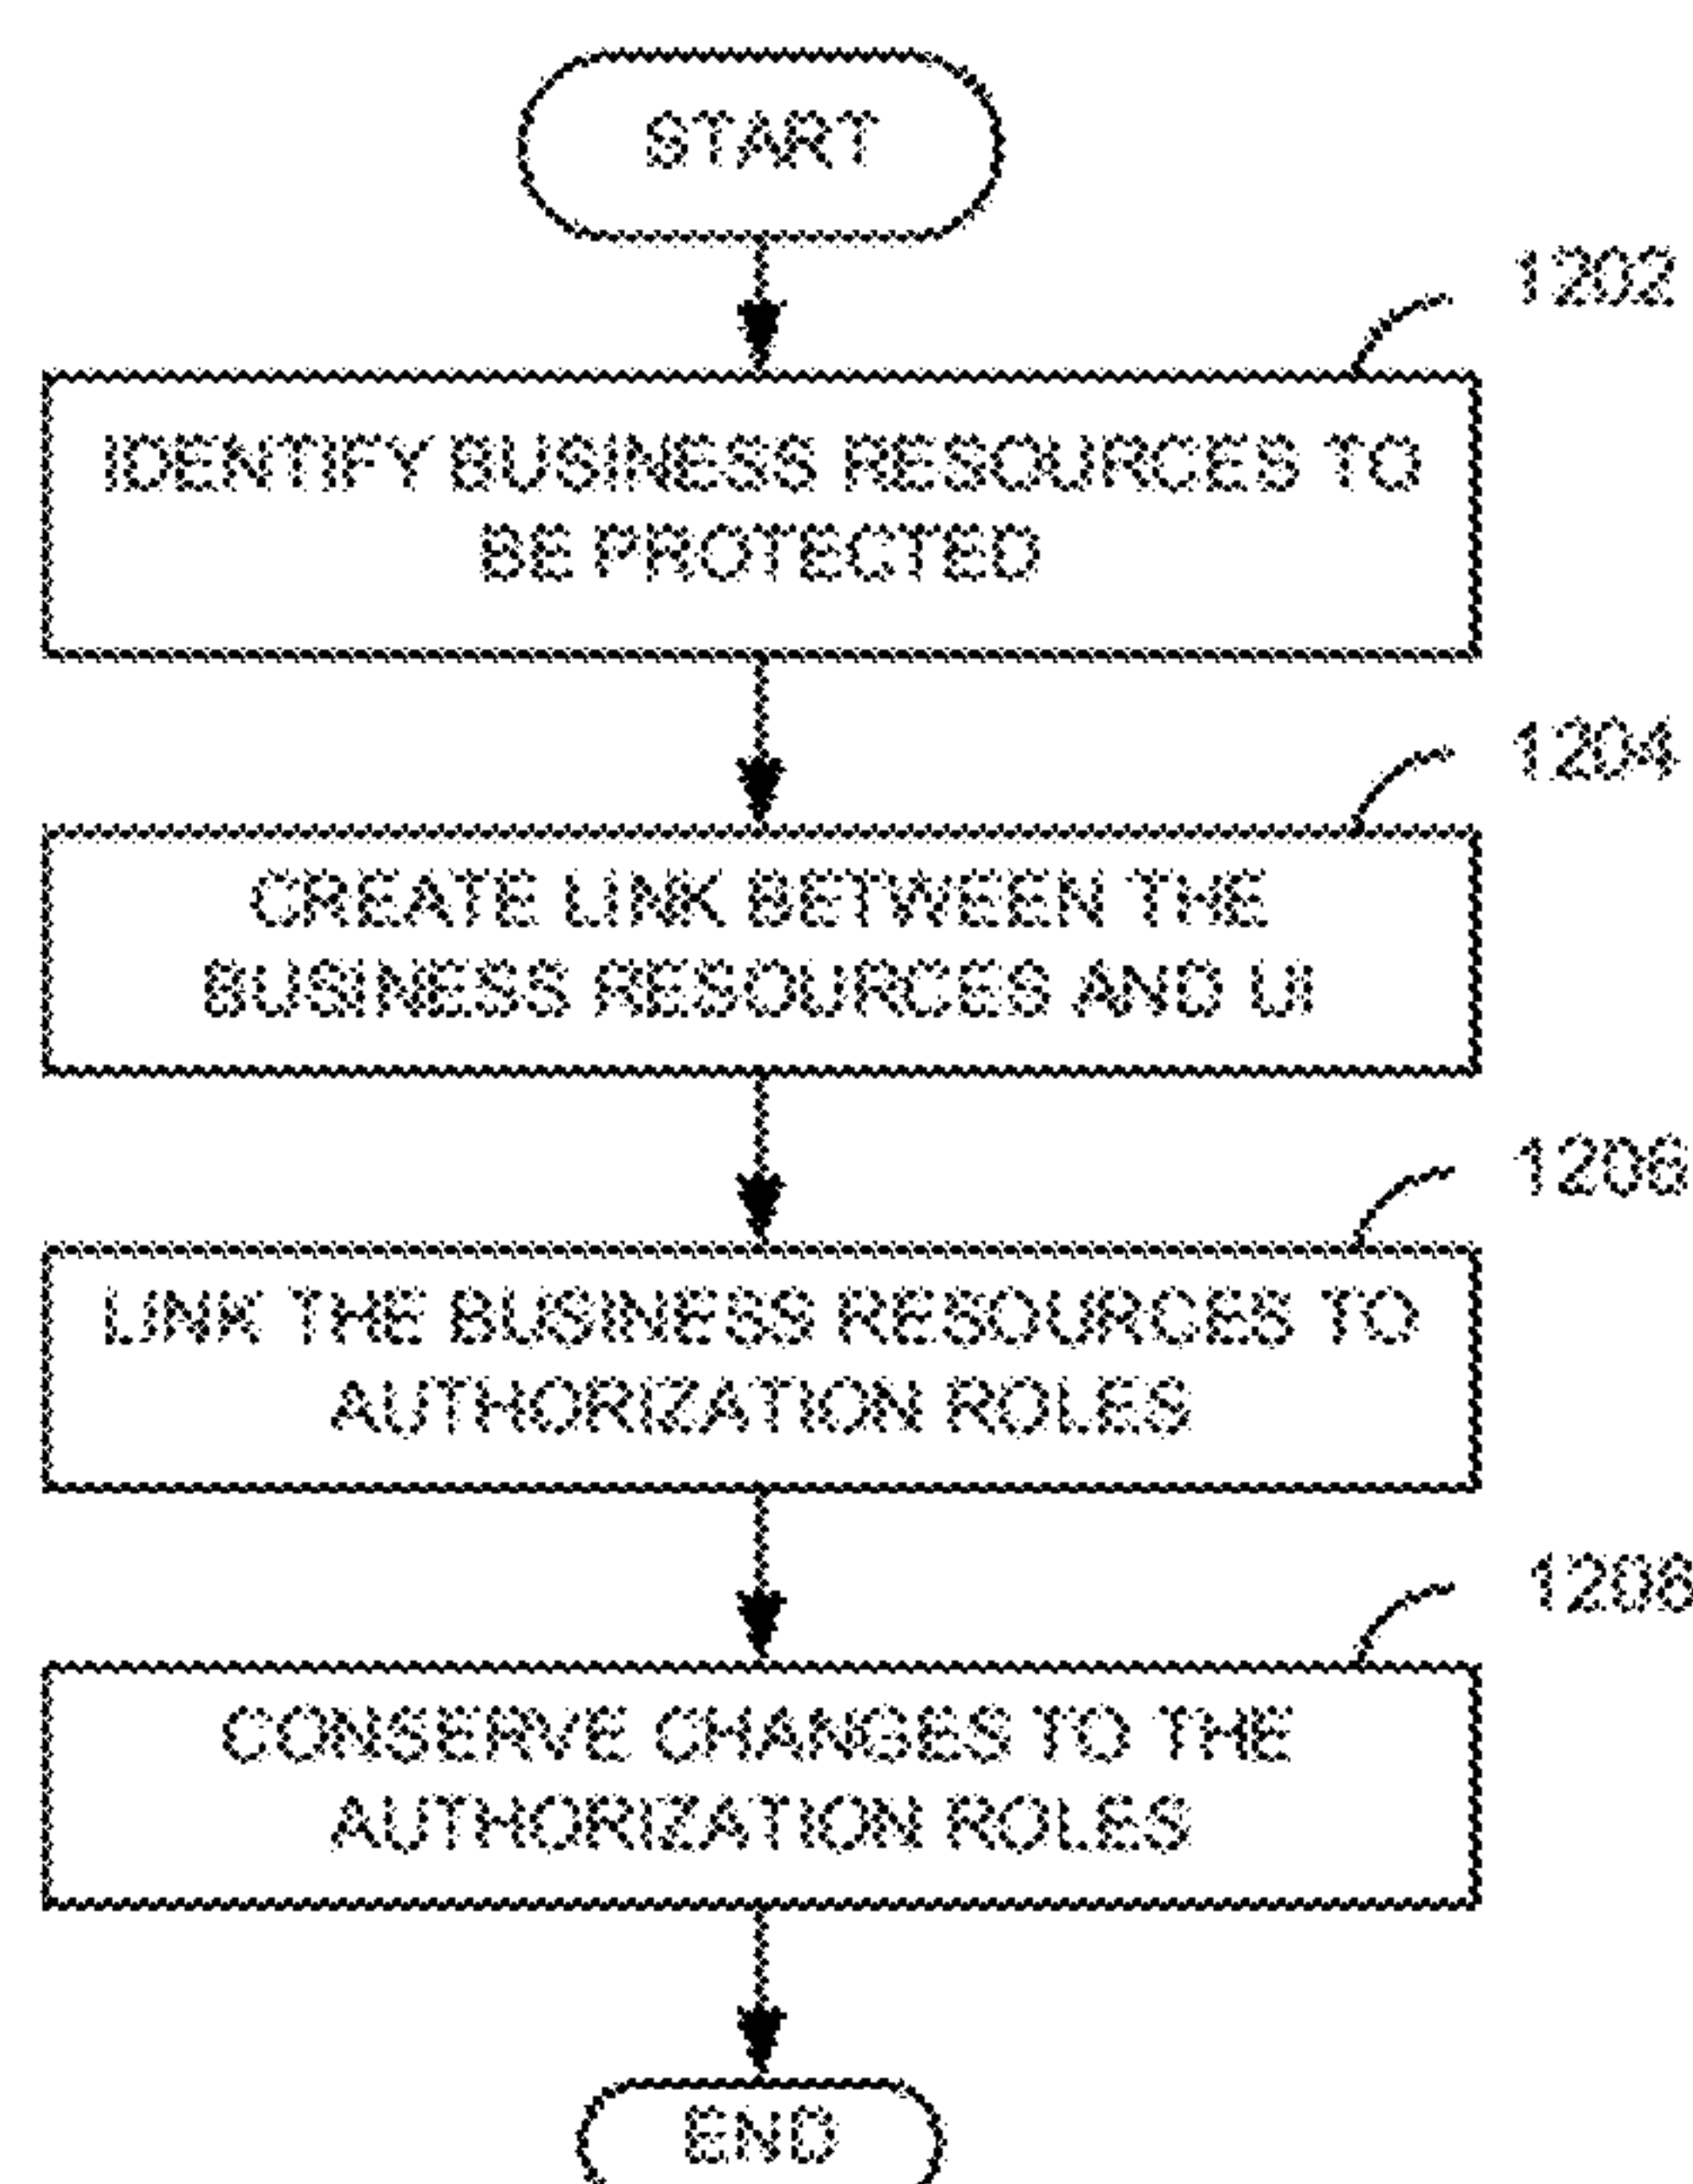 START
1202
IDENTIFY BUSINESS RESOURCES TO
BE PROTECTED
1204
CREATE LINK BETWEEN THE
BUSINESS RESOURCES AND UI
1206
LINK THE BUSINESS RESOURCES TO
AUTHORIZATION ROLES
1208
CONSERVE CHANGES TO THE
AUTHORIZATION ROLES
END